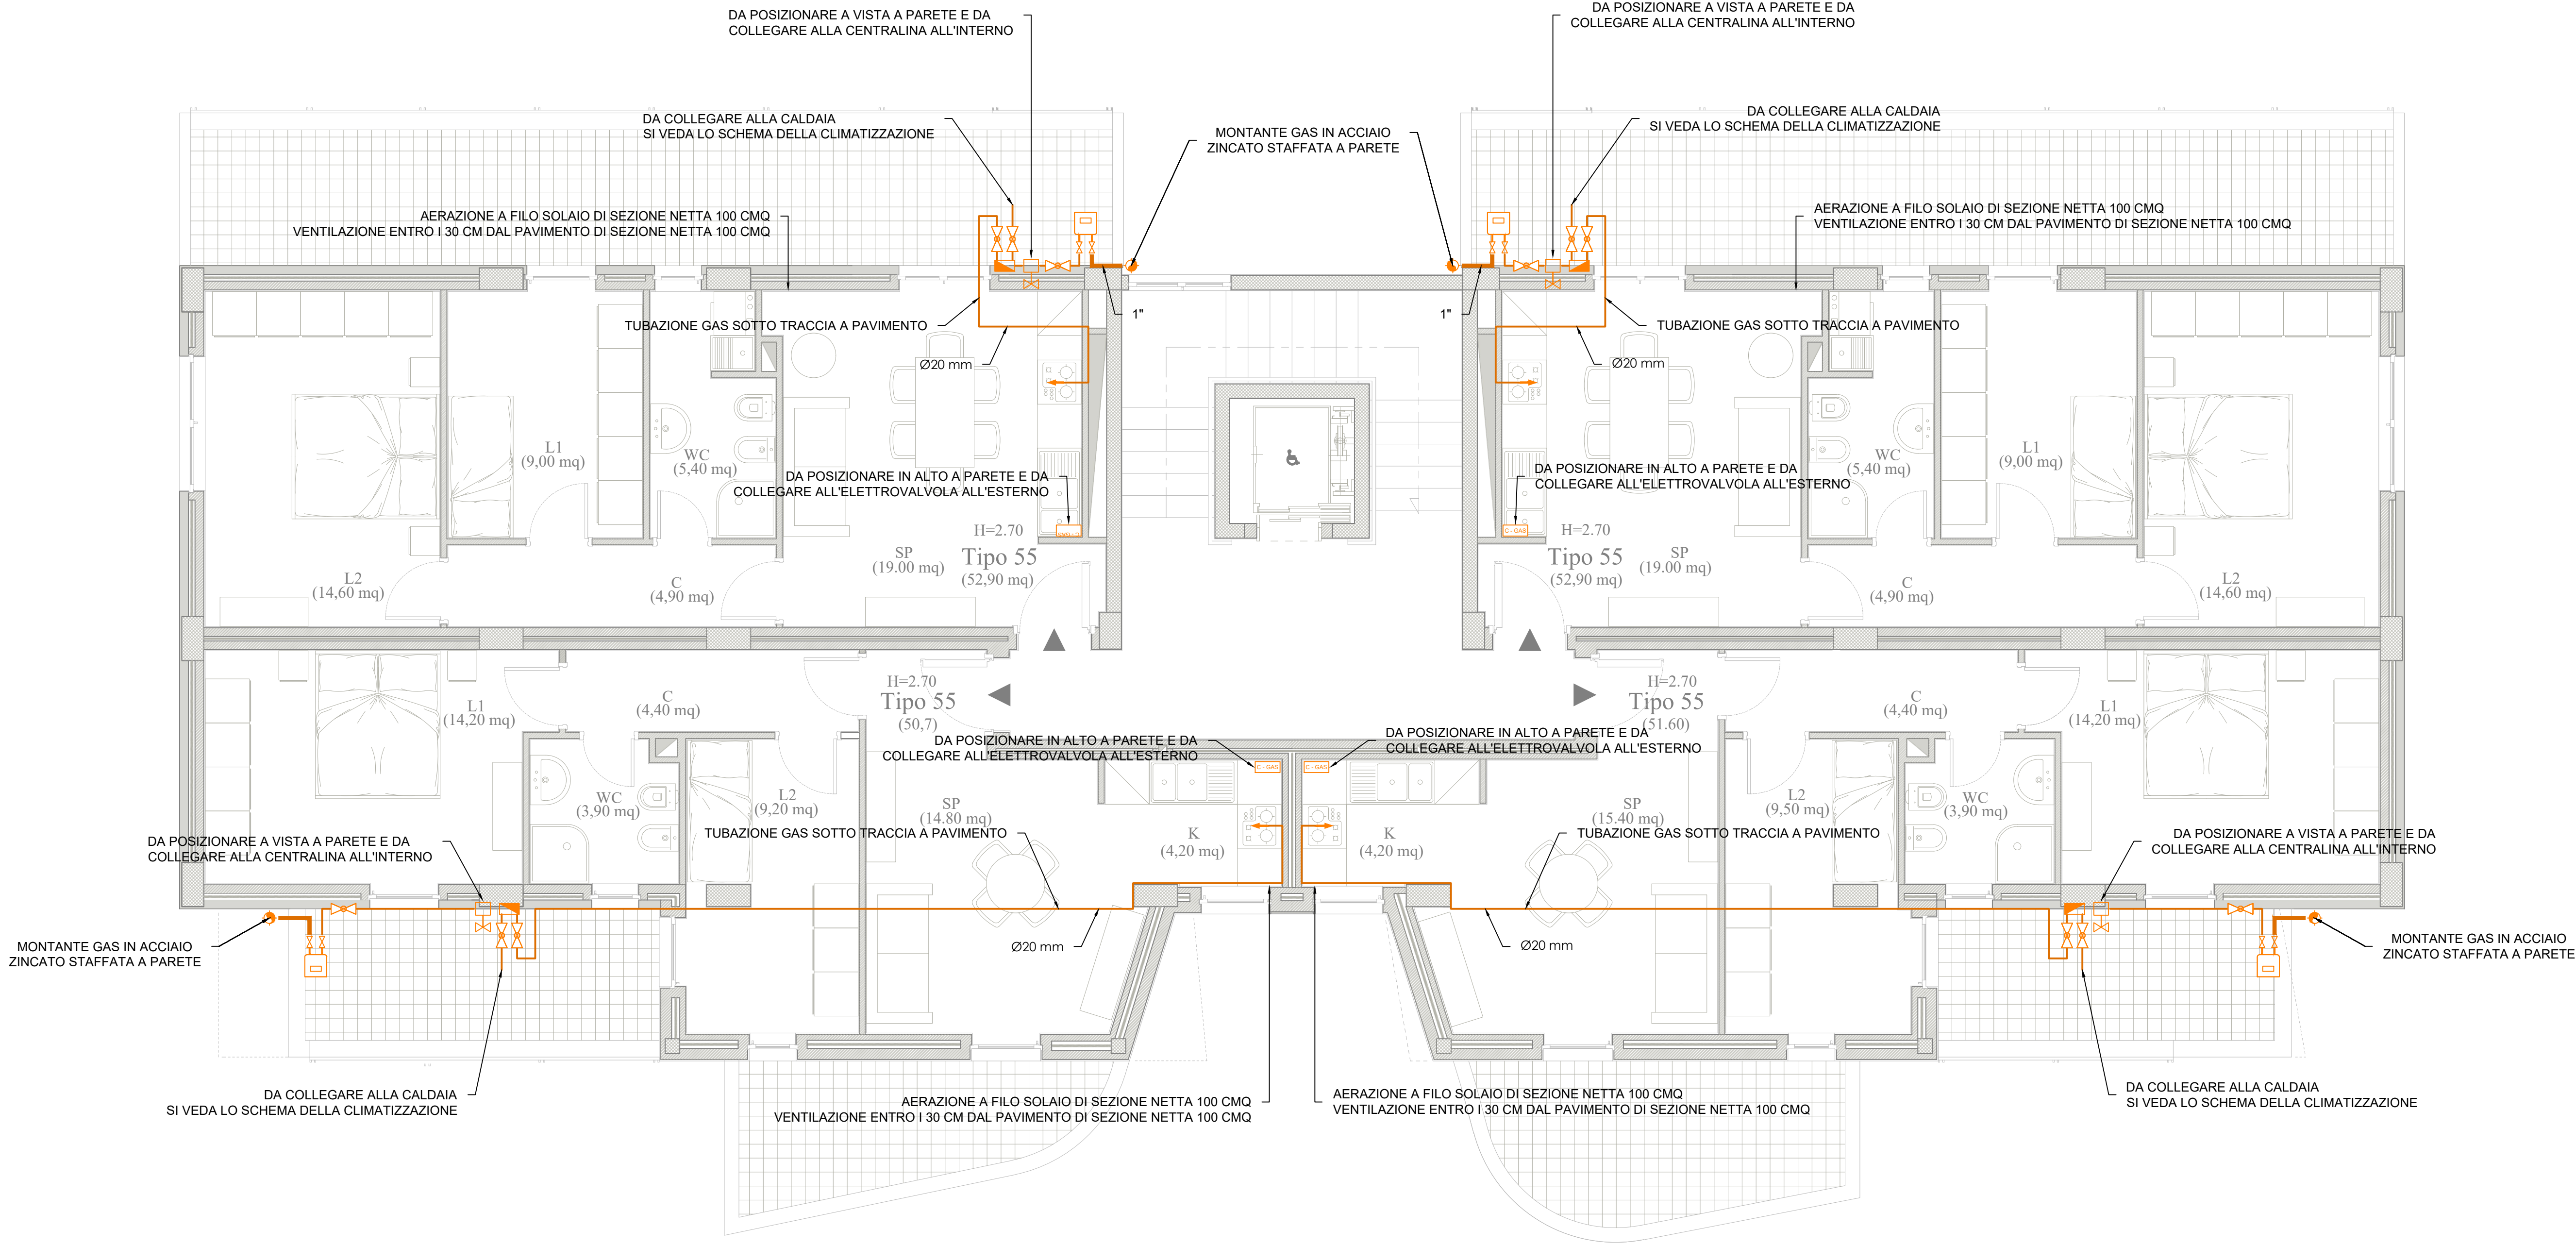 DA POSIZIONARE A VISTA A PARETE E DA
COLLEGARE ALLA CENTRALINA ALL'INTERNO
DA POSIZIONARE A VISTA A PARETE E DA
COLLEGARE ALLA CENTRALINA ALL'INTERNO
DA COLLEGARE ALLA CALDAIA
SI VEDA LO SCHEMA DELLA CLIMATIZZAZIONE
MONTANTE GAS IN ACCIAIO
ZINCATO STAFFATA A PARETE
DA COLLEGARE ALLA CALDAIA
SI VEDA LO SCHEMA DELLA CLIMATIZZAZIONE
AERAZIONE A FILO SOLAIO DI SEZIONE NETTA 100 CMQ
VENTILAZIONE ENTRO I 30 CM DAL PAVIMENTO DI SEZIONE NETTA 100 CMQ
AERAZIONE A FILO SOLAIO DI SEZIONE NETTA 100 CMQ
VENTILAZIONE ENTRO I 30 CM DAL PAVIMENTO DI SEZIONE NETTA 100 CMQ
1"
1"
TUBAZIONE GAS SOTTO TRACCIA A PAVIMENTO
TUBAZIONE GAS SOTTO TRACCIA A PAVIMENTO
Ø20 mm
Ø20 mm
L1
(9,00 mq)
WC
(5,40 mq)
WC
(5,40 mq)
L1
(9,00 mq)
DA POSIZIONARE IN ALTO A PARETE E DA
COLLEGARE ALL'ELETTROVALVOLA ALL'ESTERNO
DA POSIZIONARE IN ALTO A PARETE E DA
COLLEGARE ALL'ELETTROVALVOLA ALL'ESTERNO
C - GAS
H=2.70
Tipo 55
(52,90 mq)
SP
(19.00 mq)
H=2.70
Tipo 55
(52,90 mq)
SP
(19.00 mq)
L2
(14,60 mq)
C
(4,90 mq)
C
(4,90 mq)
L2
(14,60 mq)
L1
(14,20 mq)
C
(4,40 mq)
H=2.70
Tipo 55
(50,7)
H=2.70
Tipo 55
(51.60)
C
(4,40 mq)
L1
(14,20 mq)
DA POSIZIONARE IN ALTO A PARETE E DA
COLLEGARE ALL'ELETTROVALVOLA ALL'ESTERNO
DA POSIZIONARE IN ALTO A PARETE E DA
COLLEGARE ALL'ELETTROVALVOLA ALL'ESTERNO
C - GAS
C - GAS
WC
(3,90 mq)
L2
(9,20 mq)
SP
(14.80 mq)
K
(4,20 mq)
K
(4,20 mq)
SP
(15.40 mq)
L2
(9,50 mq)
WC
(3,90 mq)
TUBAZIONE GAS SOTTO TRACCIA A PAVIMENTO
TUBAZIONE GAS SOTTO TRACCIA A PAVIMENTO
DA POSIZIONARE A VISTA A PARETE E DA
COLLEGARE ALLA CENTRALINA ALL'INTERNO
DA POSIZIONARE A VISTA A PARETE E DA
COLLEGARE ALLA CENTRALINA ALL'INTERNO
MONTANTE GAS IN ACCIAIO
ZINCATO STAFFATA A PARETE
Ø20 mm
Ø20 mm
MONTANTE GAS IN ACCIAIO
ZINCATO STAFFATA A PARETE
DA COLLEGARE ALLA CALDAIA
SI VEDA LO SCHEMA DELLA CLIMATIZZAZIONE
AERAZIONE A FILO SOLAIO DI SEZIONE NETTA 100 CMQ
VENTILAZIONE ENTRO I 30 CM DAL PAVIMENTO DI SEZIONE NETTA 100 CMQ
AERAZIONE A FILO SOLAIO DI SEZIONE NETTA 100 CMQ
VENTILAZIONE ENTRO I 30 CM DAL PAVIMENTO DI SEZIONE NETTA 100 CMQ
DA COLLEGARE ALLA CALDAIA
SI VEDA LO SCHEMA DELLA CLIMATIZZAZIONE